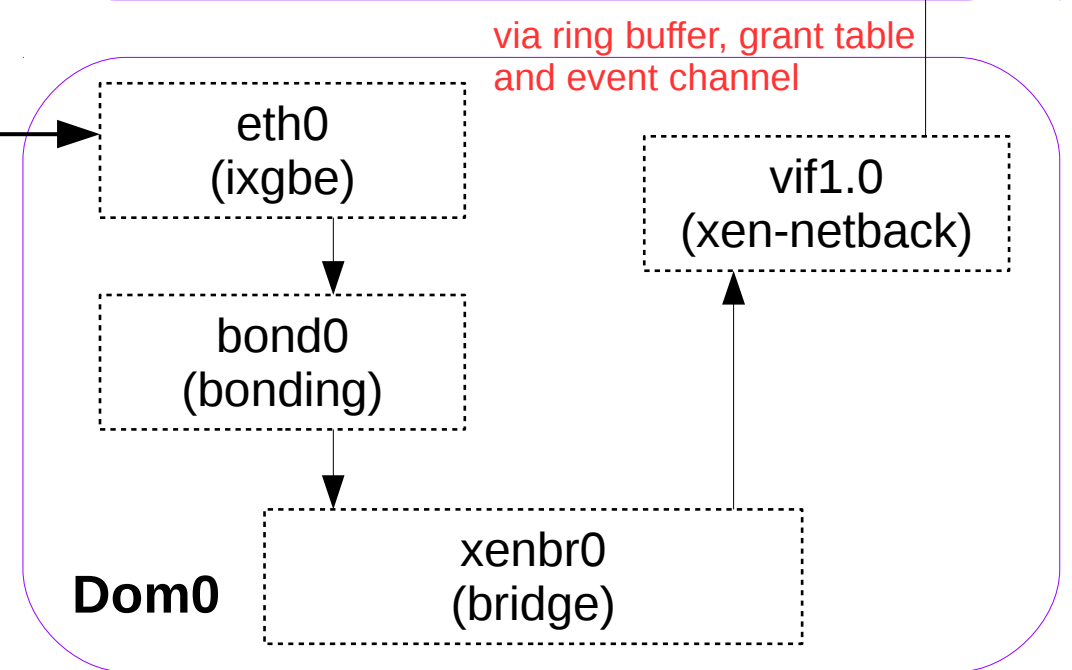 via ring buffer, grant table
and event channel
eth0
(ixgbe)
vif1.0
(xen-netback)
bond0
(bonding)
xenbr0
(bridge)
Dom0